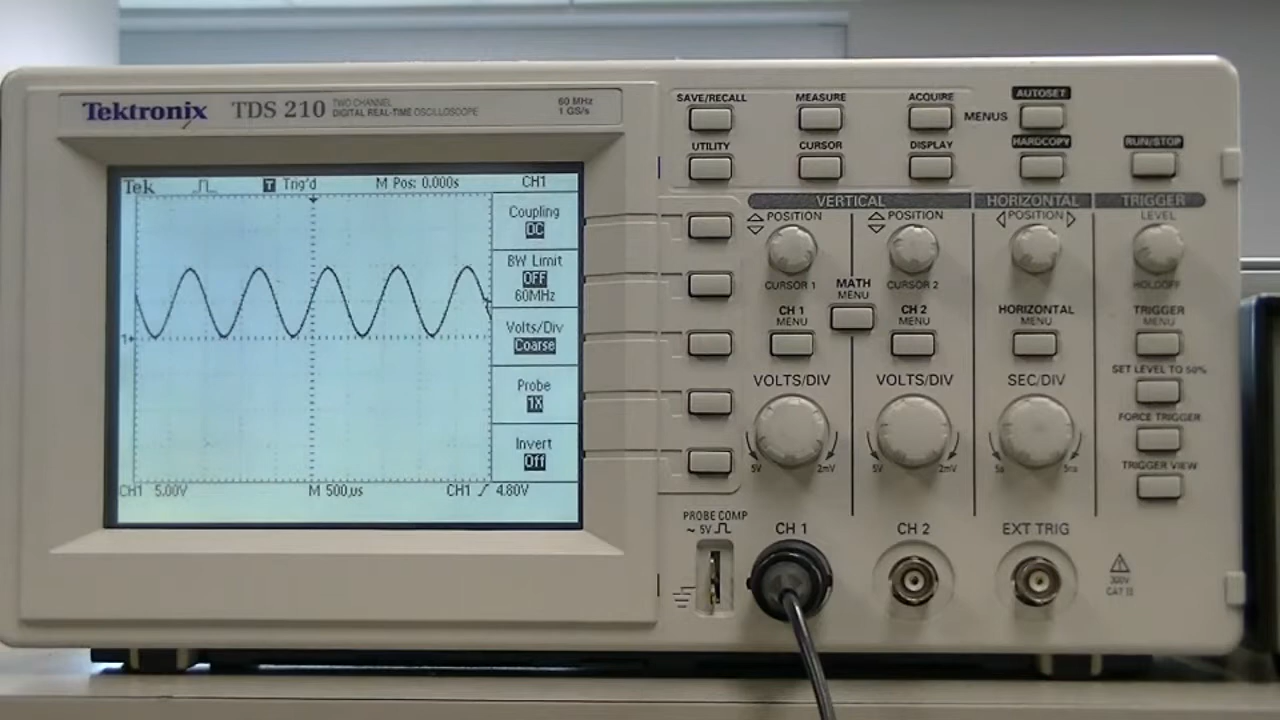 Tektronix TDS 210 TWO CHANNEL DIGITAL REAL-TIME OSCILLOSCOPE 60 MHz 1 GS/s
Tek T Trig'd M Pos: 0.000s CH1
Coupling
DC
BW Limit
OFF
60MHz
Volts/Div
Coarse
Probe
1X
Invert
Off
1
CH1 5.00V M 500µs CH1 4.80V
SAVE/RECALL MEASURE ACQUIRE AUTOSET
MENUS
UTILITY CURSOR DISPLAY HARDCOPY RUN/STOP
VERTICAL HORIZONTAL TRIGGER
POSITION POSITION POSITION LEVEL
CURSOR 1 CURSOR 2 HOLDOFF
MATH
MENU
CH 1
MENU
CH 2
MENU
HORIZONTAL
MENU
TRIGGER
MENU
SET LEVEL TO 50%
VOLTS/DIV VOLTS/DIV SEC/DIV
FORCE TRIGGER
5V 2mV 5V 2mV 5s 5ns
TRIGGER VIEW
PROBE COMP
~ 5V
CH 1 CH 2 EXT TRIG
300V
CAT II